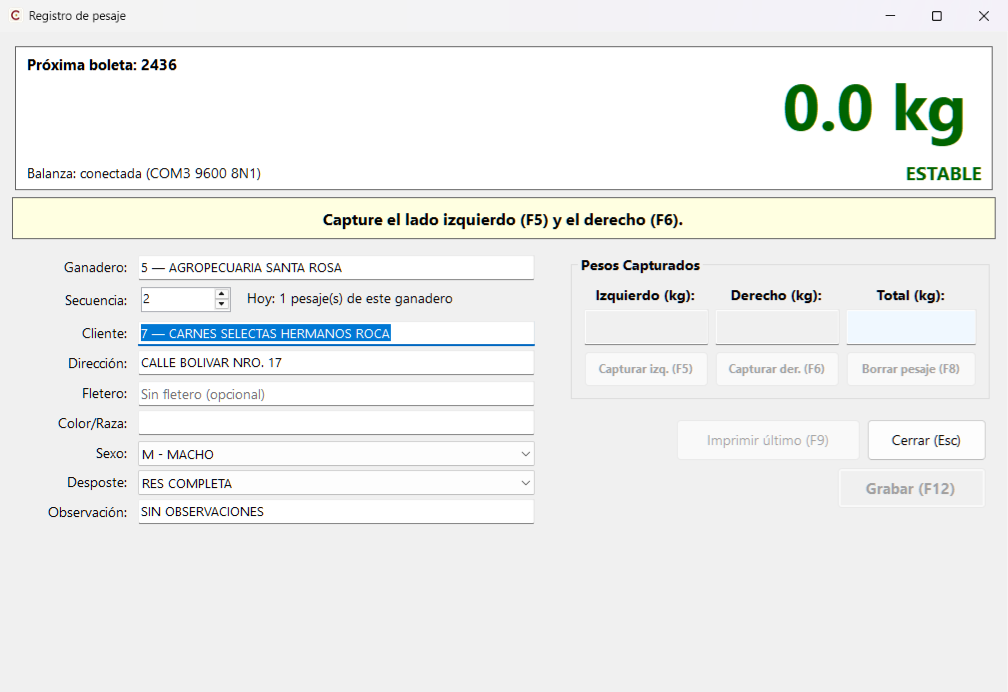 Registro de pesaje
Próxima boleta: 2436
0.0 kg
Balanza: conectada (COM3 9600 8N1)
ESTABLE
Capture el lado izquierdo (F5) y el derecho (F6).
Ganadero: 5 — AGROPECUARIA SANTA ROSA
Secuencia: 2 Hoy: 1 pesaje(s) de este ganadero
Cliente: 7 — CARNES SELECTAS HERMANOS ROCA
Dirección: CALLE BOLIVAR NRO. 17
Fletero: Sin fletero (opcional)
Color/Raza:
Sexo: M - MACHO
Desposte: RES COMPLETA
Observación: SIN OBSERVACIONES
Pesos Capturados
Izquierdo (kg): Derecho (kg): Total (kg):
Capturar izq. (F5) Capturar der. (F6) Borrar pesaje (F8)
Imprimir último (F9) Cerrar (Esc)
Grabar (F12)